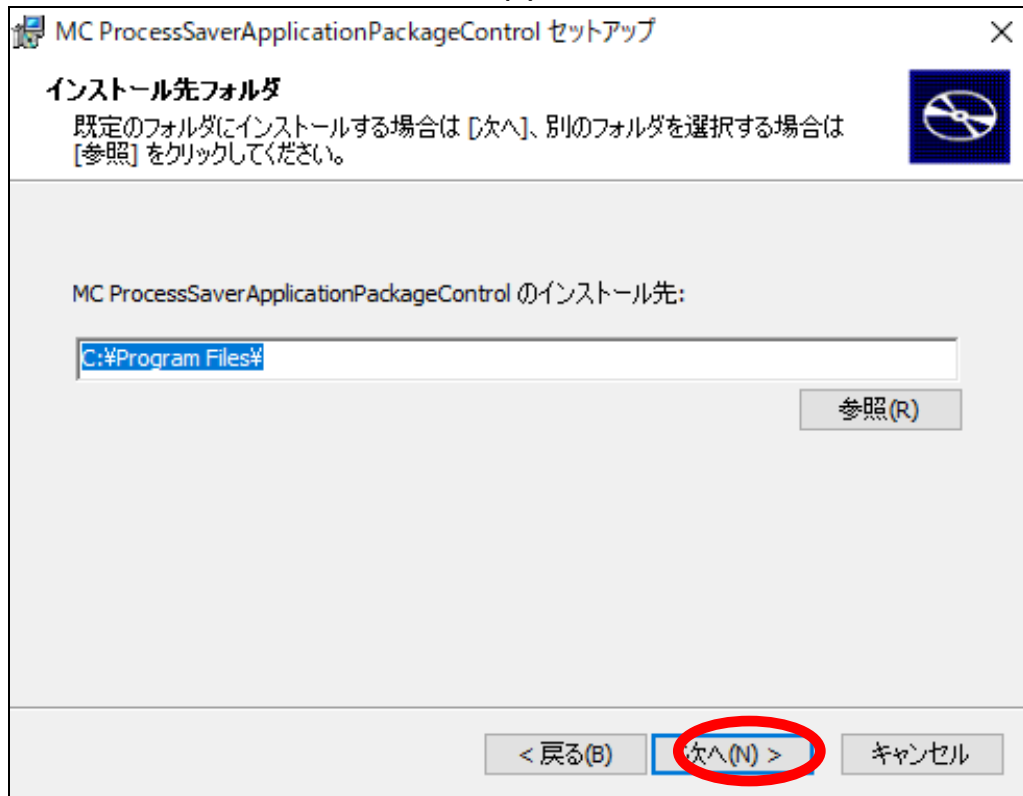 MC ProcessSaverApplicationPackageControl セットアップ
インストール先フォルダ
既定のフォルダにインストールする場合は [次へ]、別のフォルダを選択する場合は
[参照] をクリックしてください。
MC ProcessSaverApplicationPackageControl のインストール先:
C:¥Program Files¥
参照(R)
< 戻る(B)
次へ(N) >
キャンセル